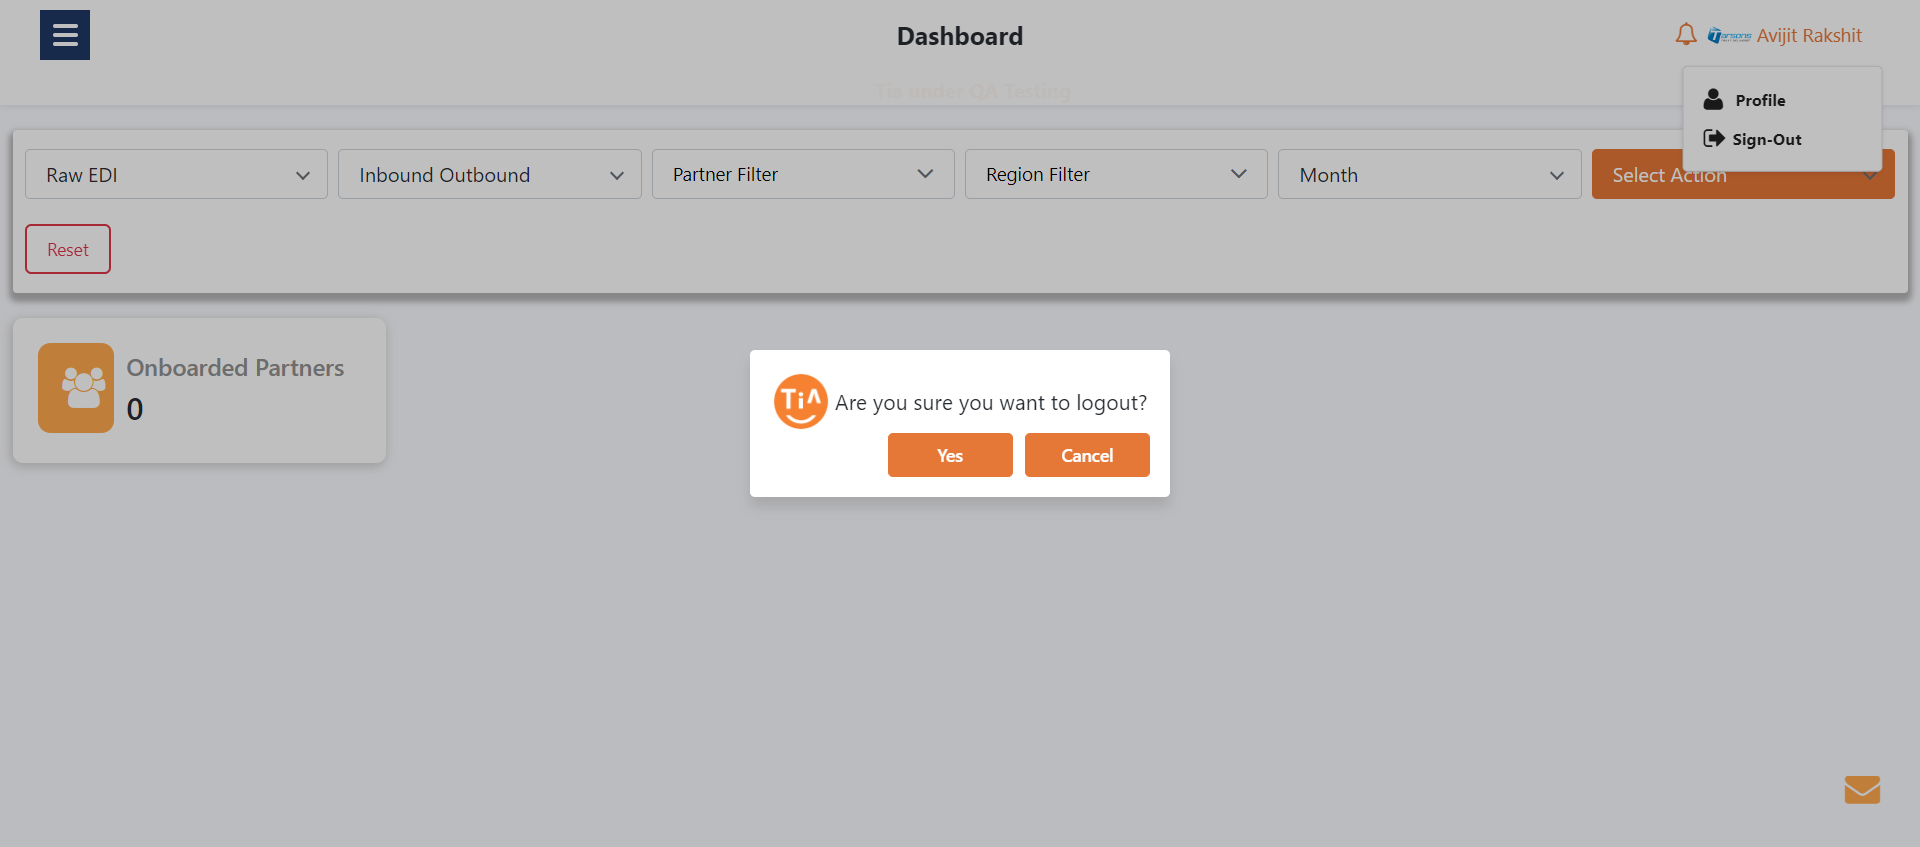 Dashboard
Tarsons
Avijit Rakshit
Tia under QA Testing
Profile
Sign-Out
Raw EDI
Inbound Outbound
Partner Filter
Region Filter
Month
Select Action
Reset
Onboarded Partners
0
TiA
Are you sure you want to logout?
Yes
Cancel